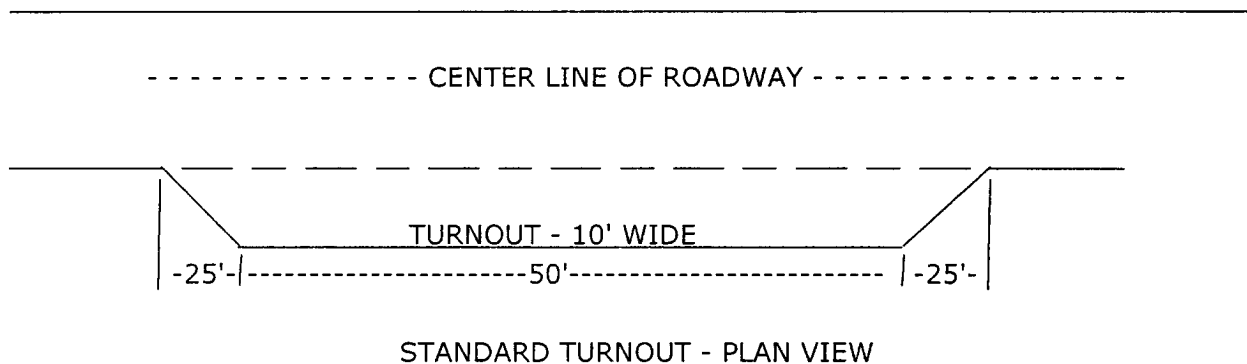 - - - - - - - - - - - - - CENTER LINE OF ROADWAY - - - - - - - - - - - - - - -
TURNOUT - 10' WIDE
-25'-|-----------------------50'-------------------------- |-25'-
STANDARD TURNOUT - PLAN VIEW